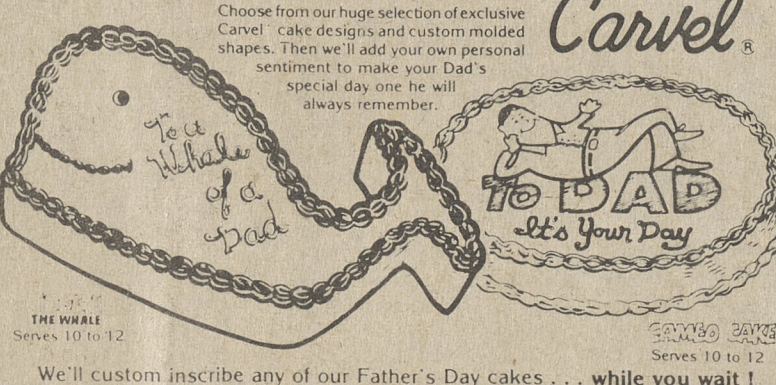 Choose from our huge selection of exclusive
Carvel cake designs and custom molded
shapes. Then we'll add your own personal
sentiment to make your Dad's
special day one he will
always remember.
Carvel®
To a
Whale
of a
Dad
To DAD
It's Your Day
THE WHALE
Serves 10 to 12
CAMEO CAKE
Serves 10 to 12
We'll custom inscribe any of our Father's Day cakes . . . while you wait !